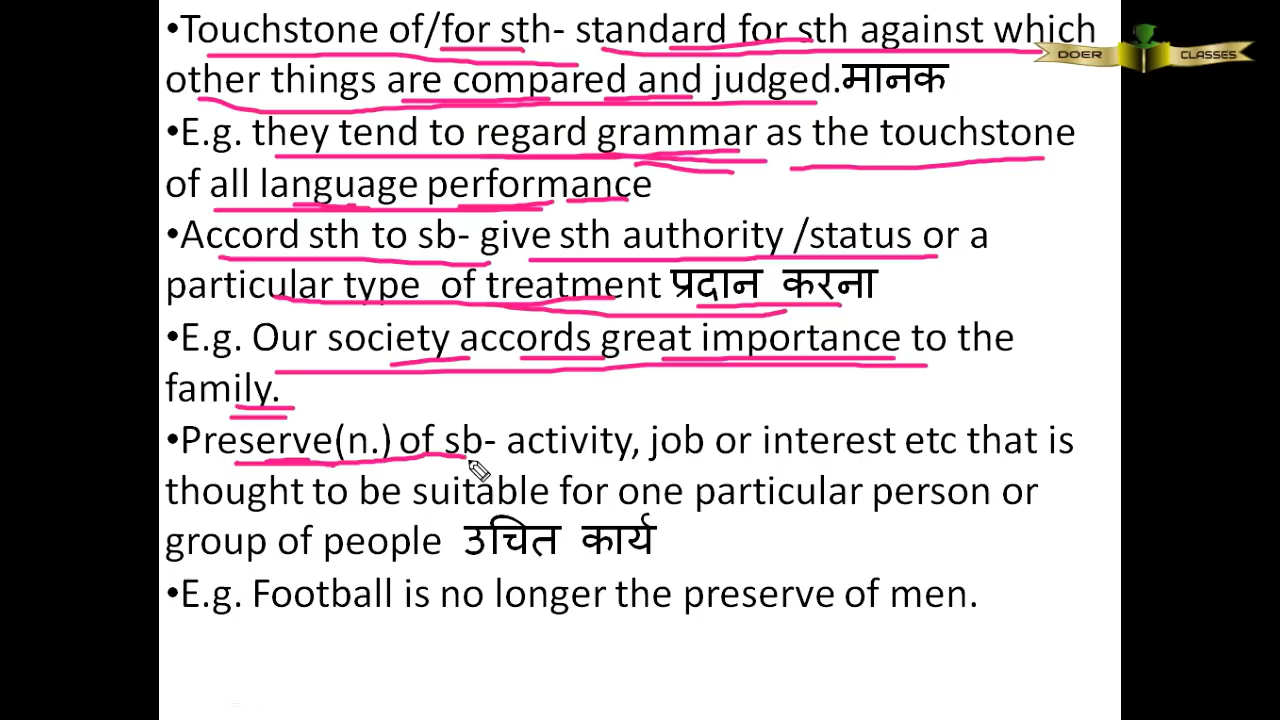 •Touchstone of/for sth- standard for sth against which
other things are compared and judged.मानक
•E.g. they tend to regard grammar as the touchstone
of all language performance
•Accord sth to sb- give sth authority /status or a
particular type of treatment प्रदान करना
•E.g. Our society accords great importance to the
family.
•Preserve(n.) of sb- activity, job or interest etc that is
thought to be suitable for one particular person or
group of people उचित कार्य
•E.g. Football is no longer the preserve of men.
DOER CLASSES